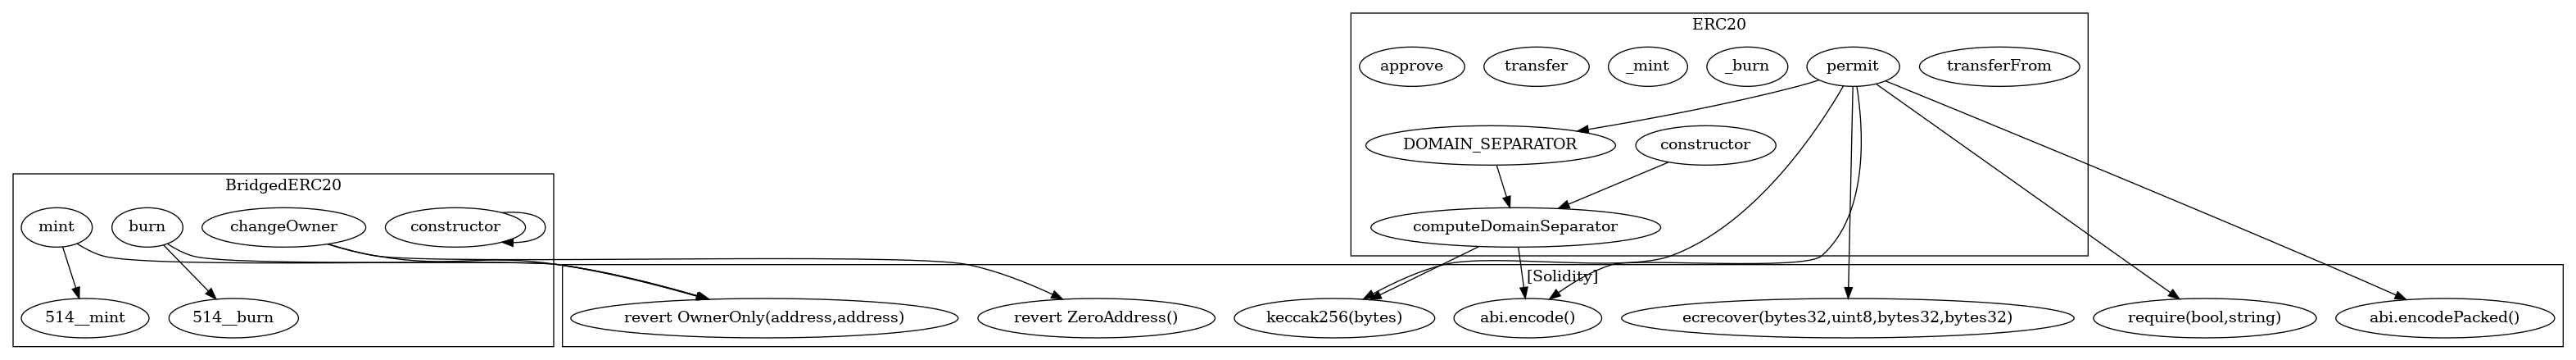 ERC20
approve
transfer
_mint
_burn
permit
transferFrom
DOMAIN_SEPARATOR
constructor
computeDomainSeparator
BridgedERC20
mint
burn
changeOwner
constructor
514__mint
514__burn
[Solidity]
revert OwnerOnly(address,address)
revert ZeroAddress()
keccak256(bytes)
abi.encode()
ecrecover(bytes32,uint8,bytes32,bytes32)
require(bool,string)
abi.encodePacked()